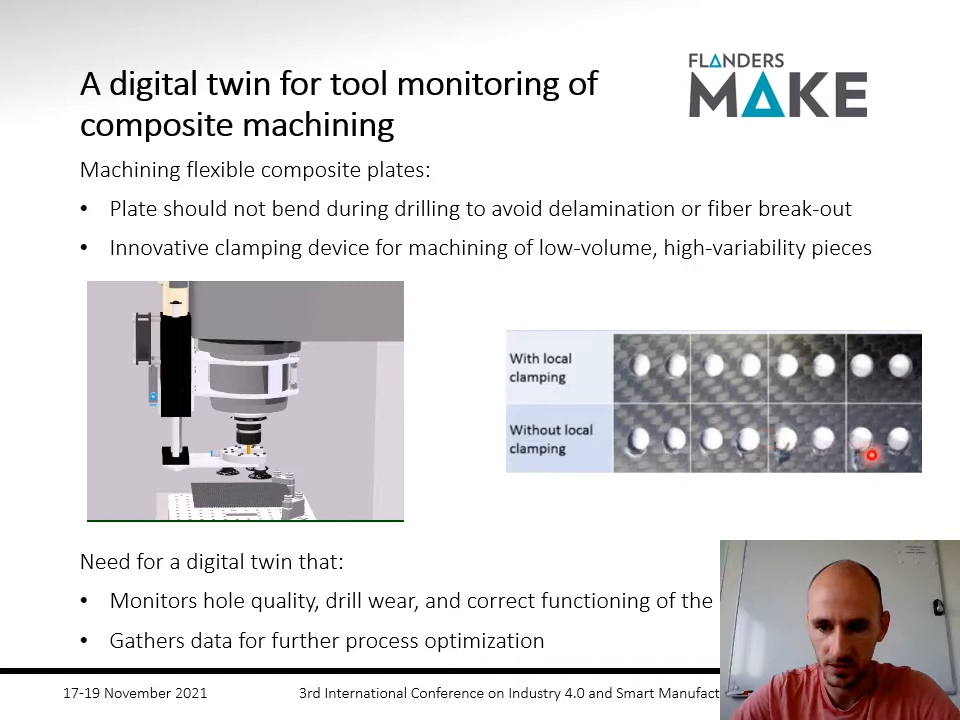 A digital twin for tool monitoring of
composite machining
FLANDERS
MAKE
Machining flexible composite plates:
• Plate should not bend during drilling to avoid delamination or fiber break-out
• Innovative clamping device for machining of low-volume, high-variability pieces
With local
clamping
Without local
clamping
Need for a digital twin that:
• Monitors hole quality, drill wear, and correct functioning of the
• Gathers data for further process optimization
17-19 November 2021
3rd International Conference on Industry 4.0 and Smart Manufact